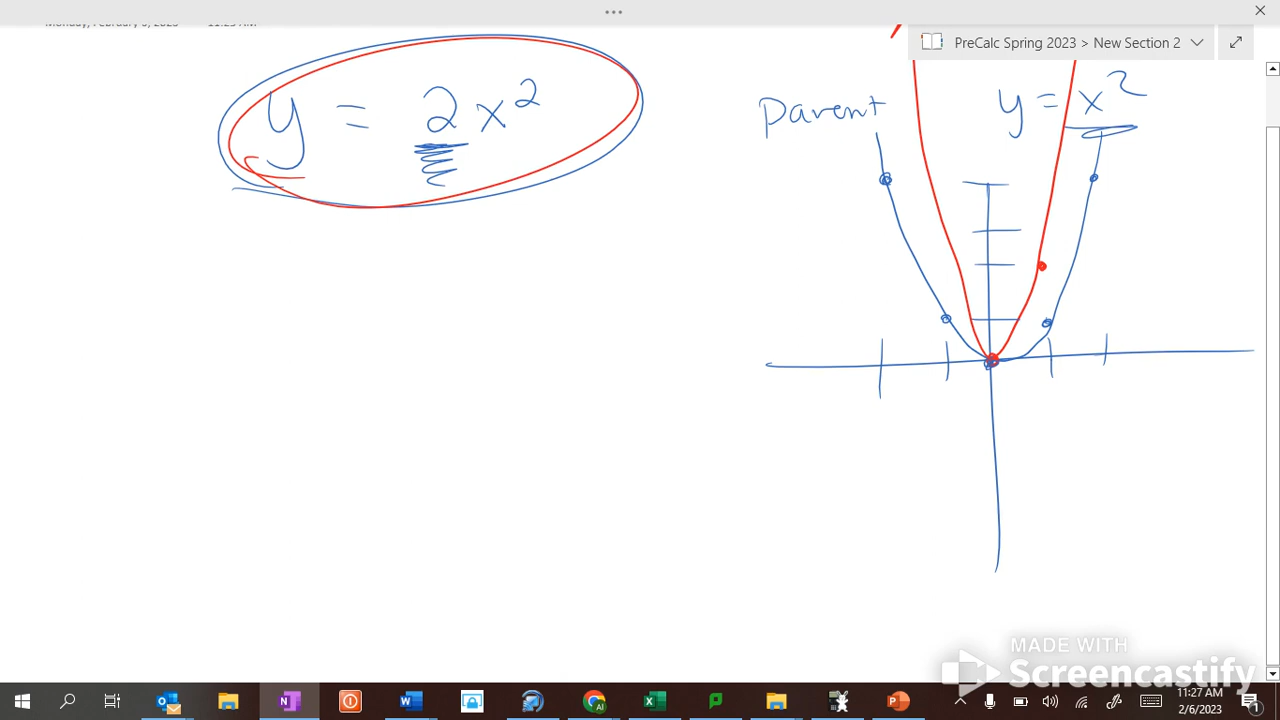 PreCalc Spring 2023 > New Section 2
y = 2x²
Parent y = x²
MADE WITH
Screencastify
11:27 AM
2/6/2023